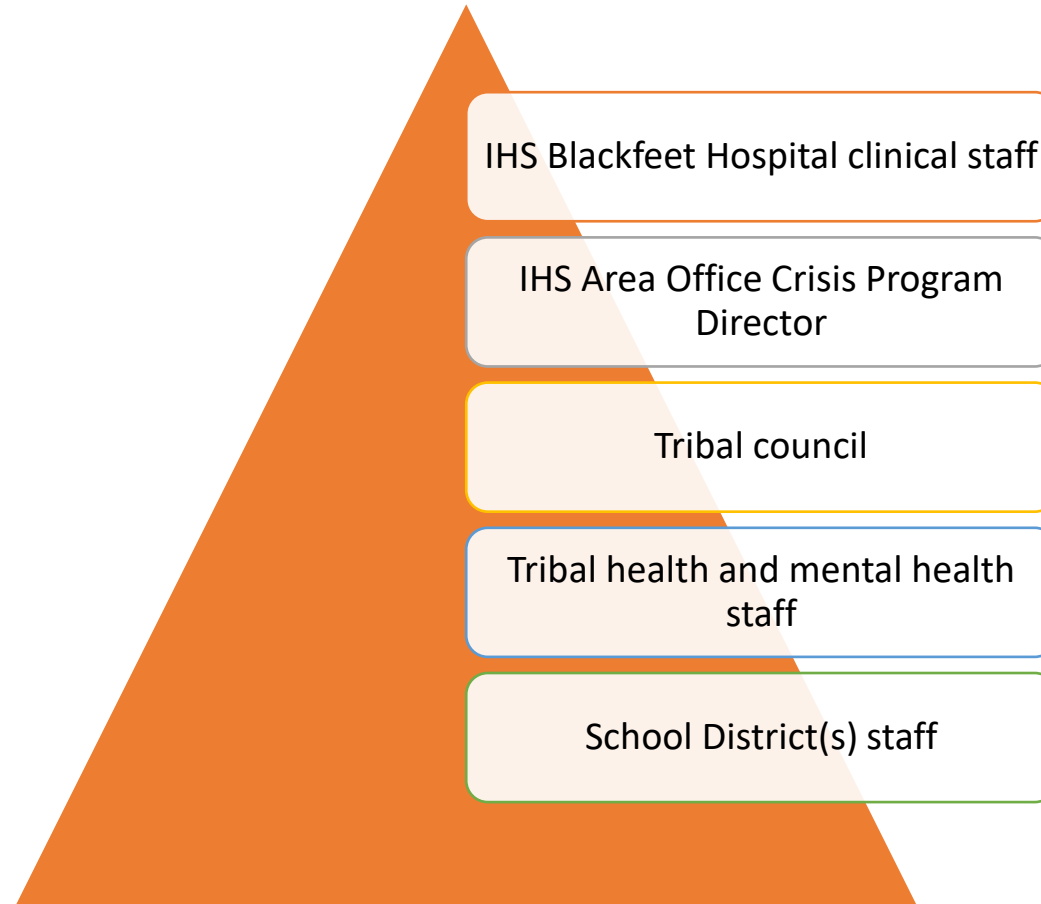 IHS Blackfeet Hospital clinical staff
IHS Area Office Crisis Program
Director
Tribal council
Tribal health and mental health
staff
School District(s) staff